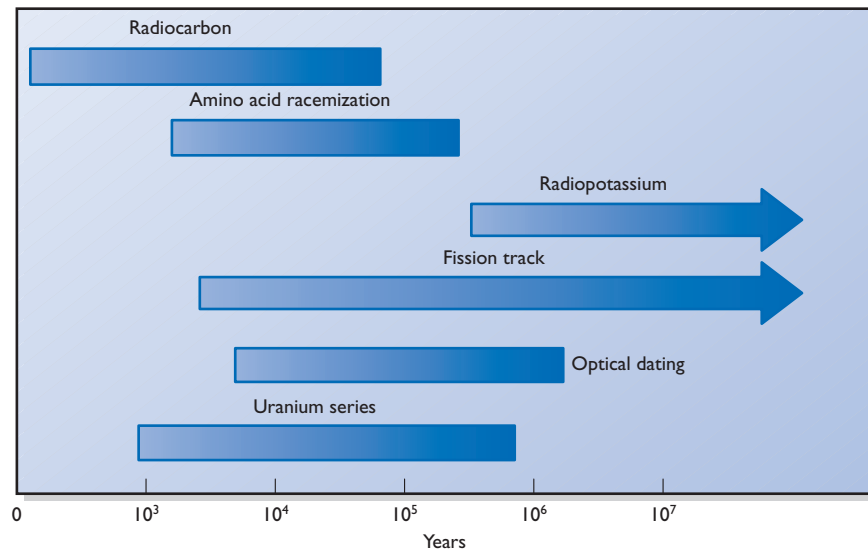 Radiocarbon
Amino acid racemization
Radiopotassium
Fission track
Optical dating
Uranium series
0 10³ 10⁴ 10⁵ 10⁶ 10⁷
Years